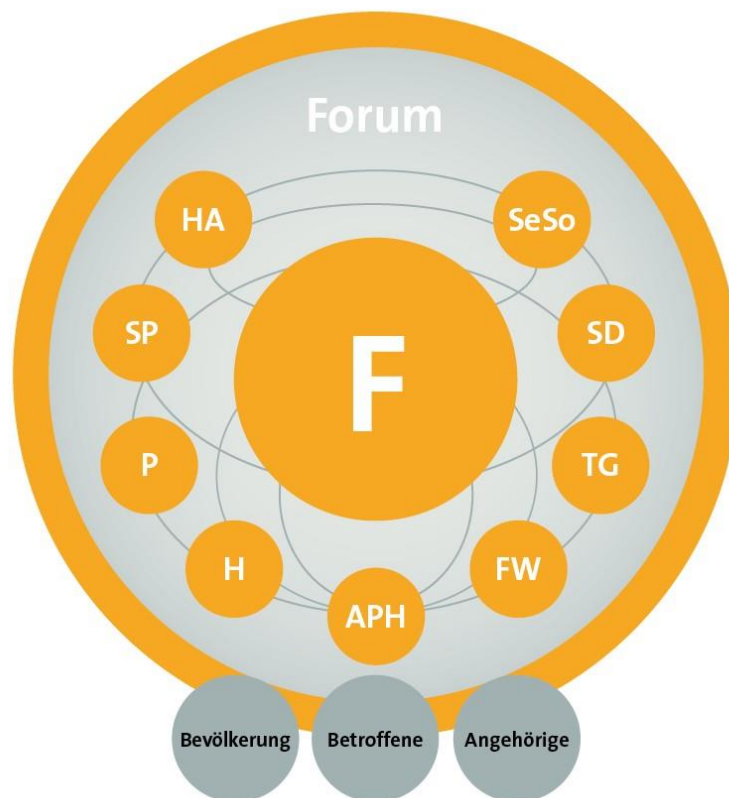 Forum
HA
SeSo
SP
F
SD
P
TG
H
FW
APH
Bevölkerung
Betroffene
Angehörige